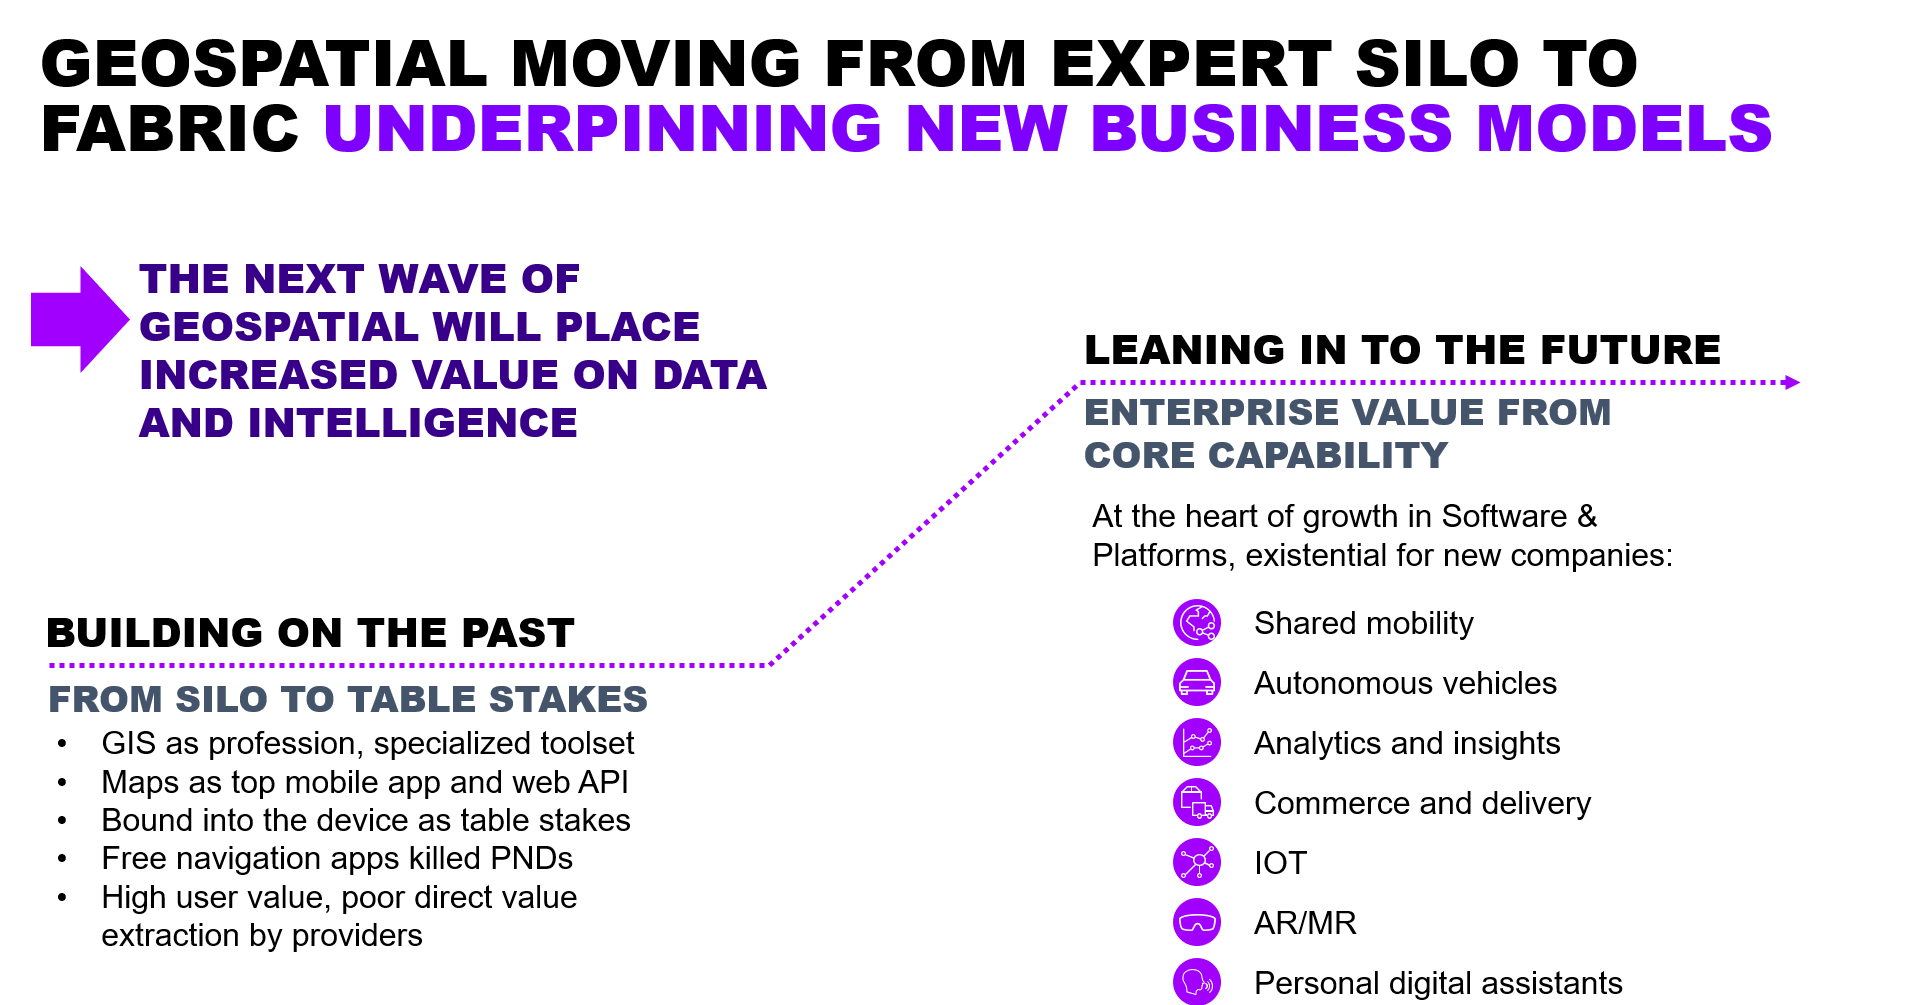 GEOSPATIAL MOVING FROM EXPERT SILO TO
FABRIC UNDERPINNING NEW BUSINESS MODELS
THE NEXT WAVE OF
GEOSPATIAL WILL PLACE
INCREASED VALUE ON DATA
AND INTELLIGENCE
BUILDING ON THE PAST
FROM SILO TO TABLE STAKES
• GIS as profession, specialized toolset
• Maps as top mobile app and web API
• Bound into the device as table stakes
• Free navigation apps killed PNDs
• High user value, poor direct value
extraction by providers
LEANING IN TO THE FUTURE
ENTERPRISE VALUE FROM
CORE CAPABILITY
At the heart of growth in Software &
Platforms, existential for new companies:
Shared mobility
Autonomous vehicles
Analytics and insights
Commerce and delivery
IOT
AR/MR
Personal digital assistants